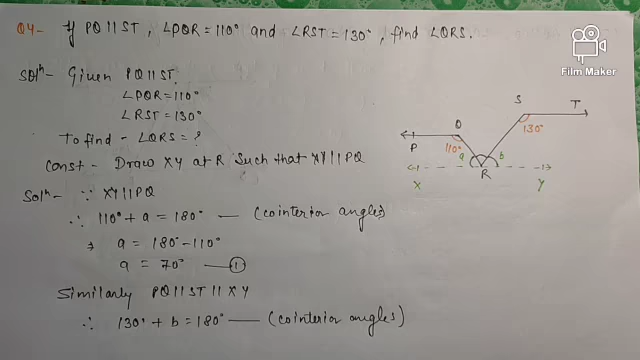 Q4- If PQ||ST, ∠PQR=110° and ∠RST=130°, find ∠QRS.
Film Maker
Solⁿ- Given PQ||ST.
∠PQR=110°
∠RST=130°
To find - ∠QRS=?
Const - Draw XY at R such that XY||PQ
Solⁿ- ∵ XY||PQ
∴ 110° + a = 180° — (cointerior angles)
⇒ a = 180° - 110°
a = 70° — ①
Similarly PQ||ST||XY
∴ 130° + b = 180° — (cointerior angles)
S T
130°
P Q
110° a b
R
X Y